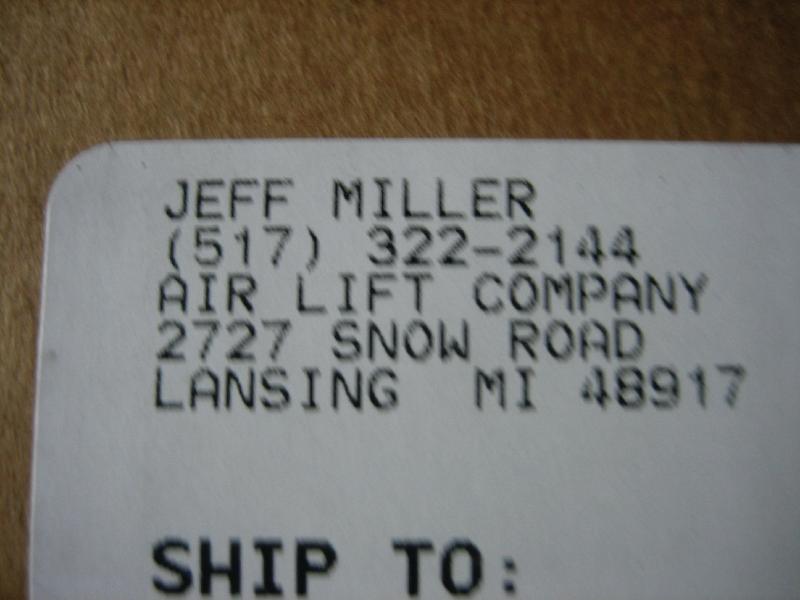 JEFF MILLER
(517) 322-2144
AIR LIFT COMPANY
2727 SNOW ROAD
LANSING  MI 48917
SHIP TO: